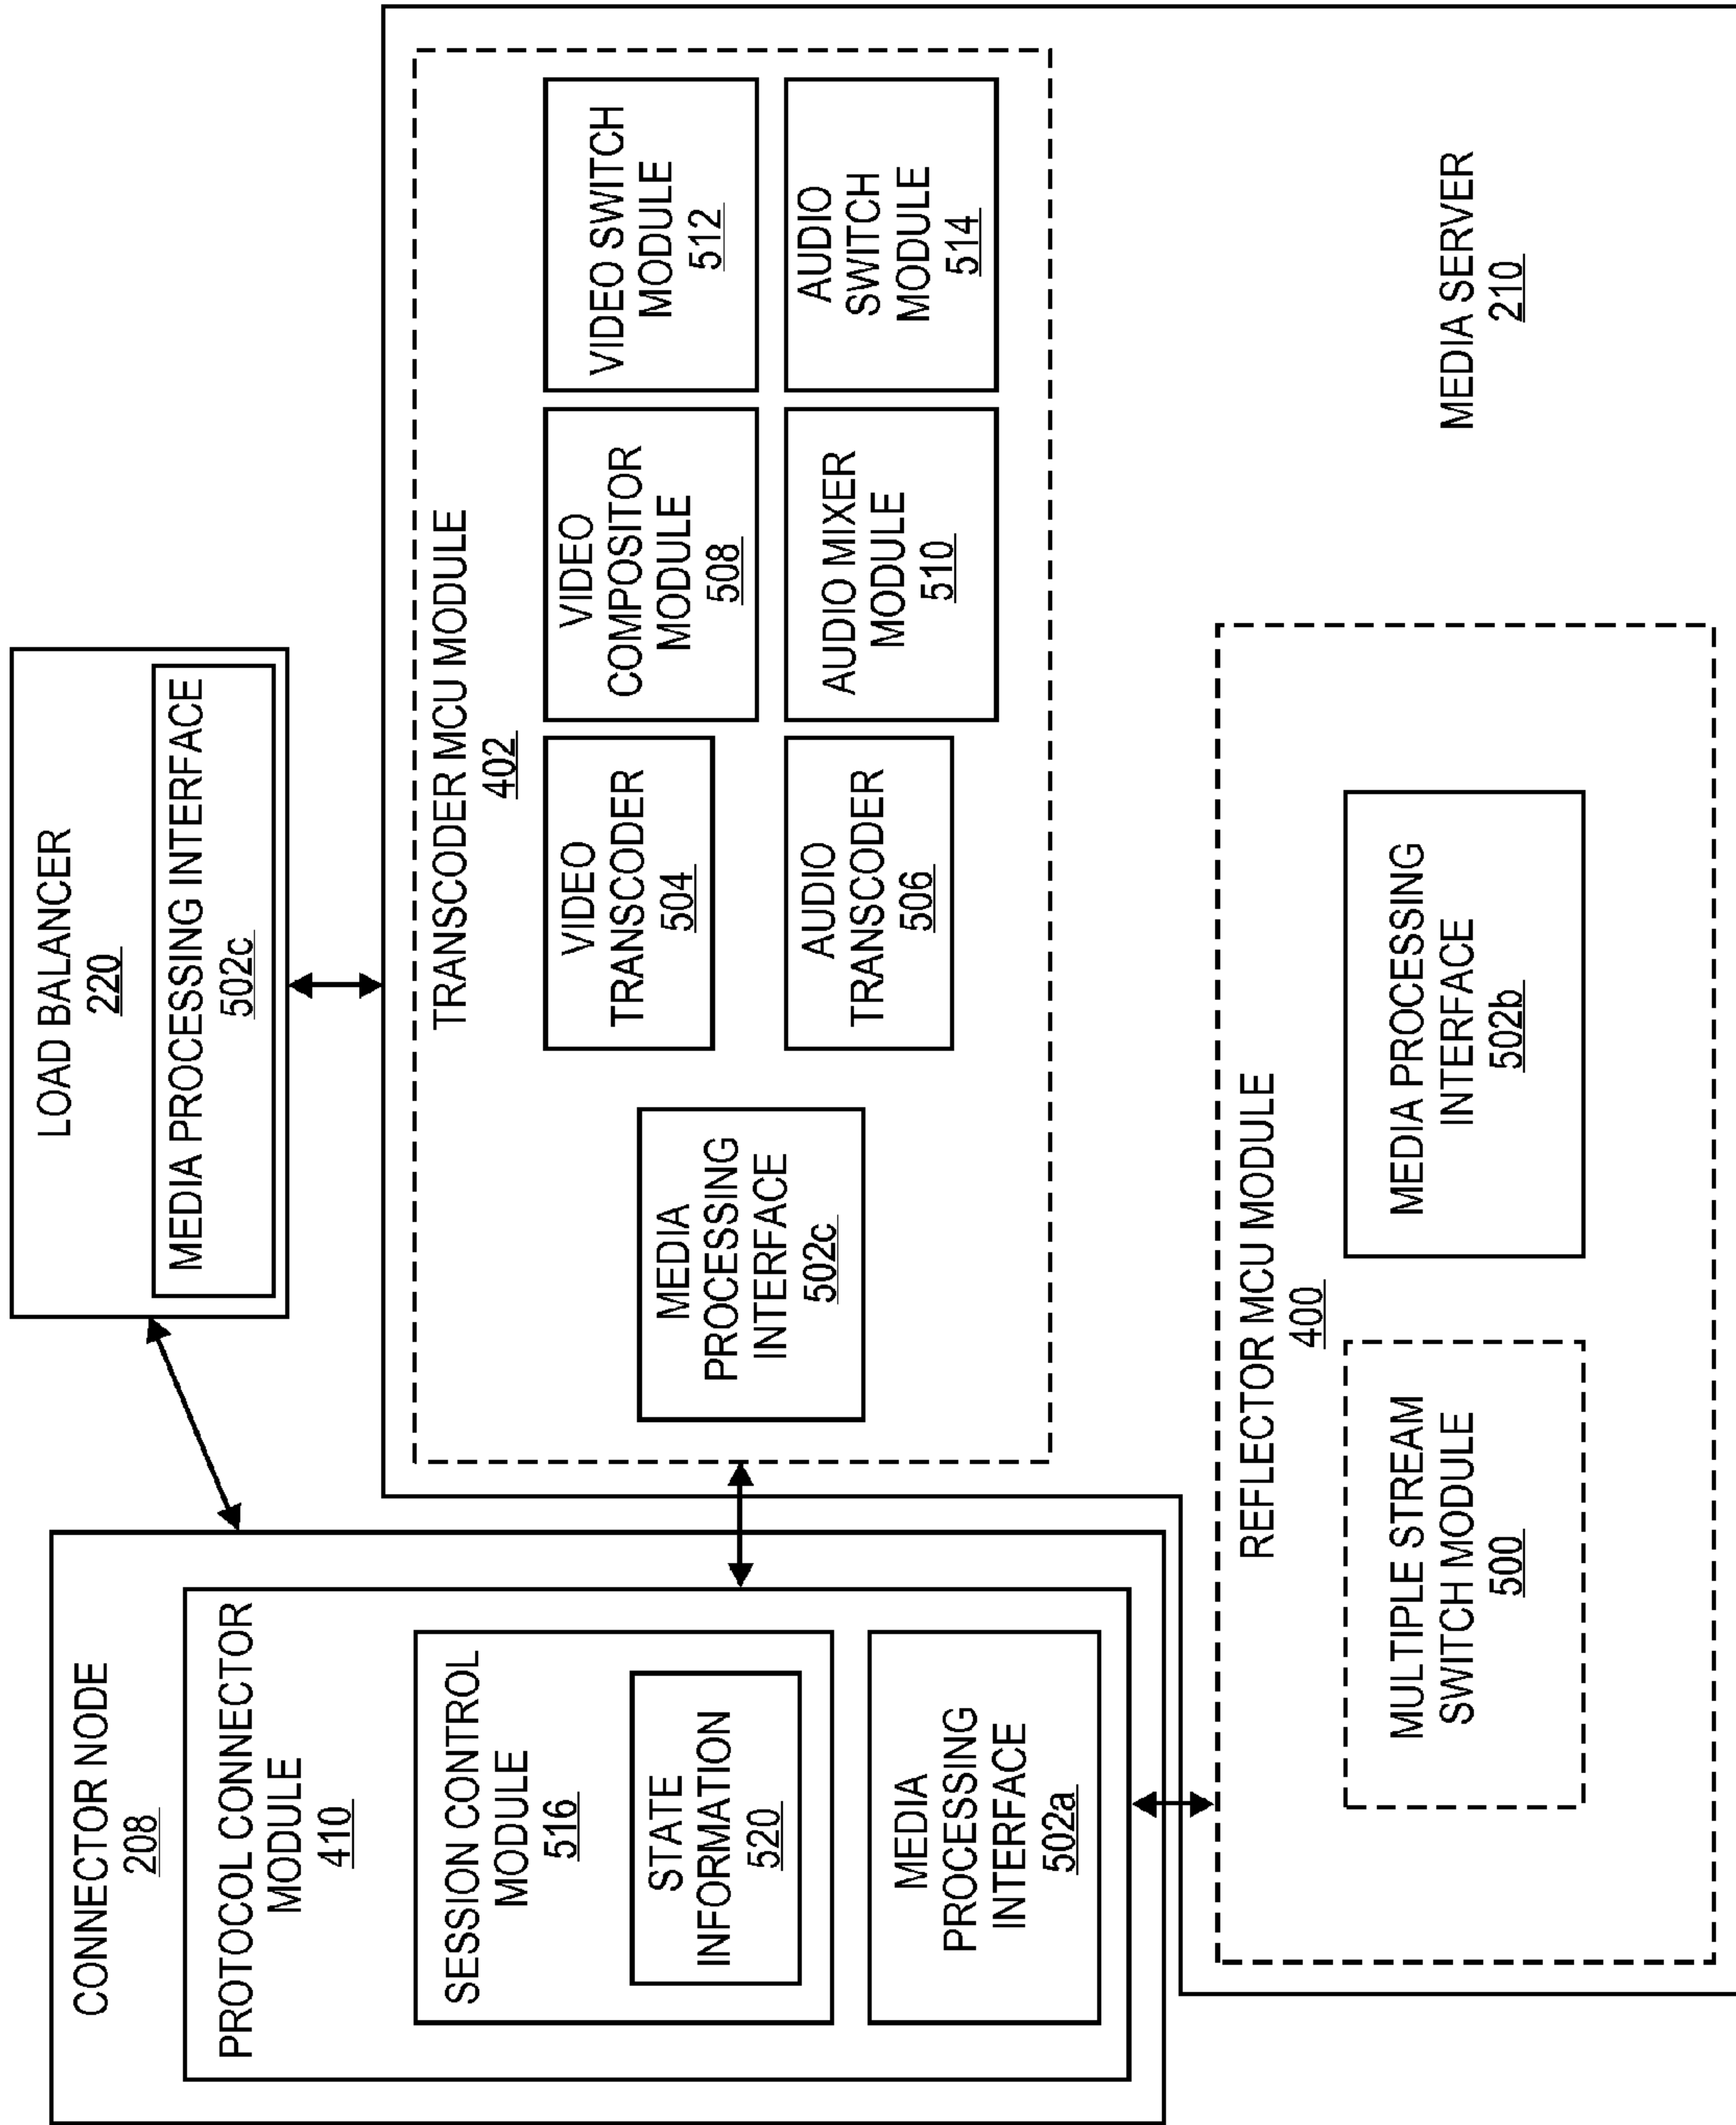 CONNECTOR NODE
208
PROTOCOL CONNECTOR
MODULE
410
SESSION CONTROL
MODULE
516
STATE
INFORMATION
520
MEDIA
PROCESSING
INTERFACE
502a
LOAD BALANCER
220
MEDIA PROCESSING INTERFACE
502c
TRANSCODER MCU MODULE
402
MEDIA
PROCESSING
INTERFACE
502c
VIDEO
TRANSCODER
504
VIDEO
COMPOSITOR
MODULE
508
VIDEO SWITCH
MODULE
512
AUDIO
TRANSCODER
506
AUDIO MIXER
MODULE
510
AUDIO
SWITCH
MODULE
514
REFLECTOR MCU MODULE
400
MULTIPLE STREAM
SWITCH MODULE
500
MEDIA PROCESSING
INTERFACE
502b
MEDIA SERVER
210